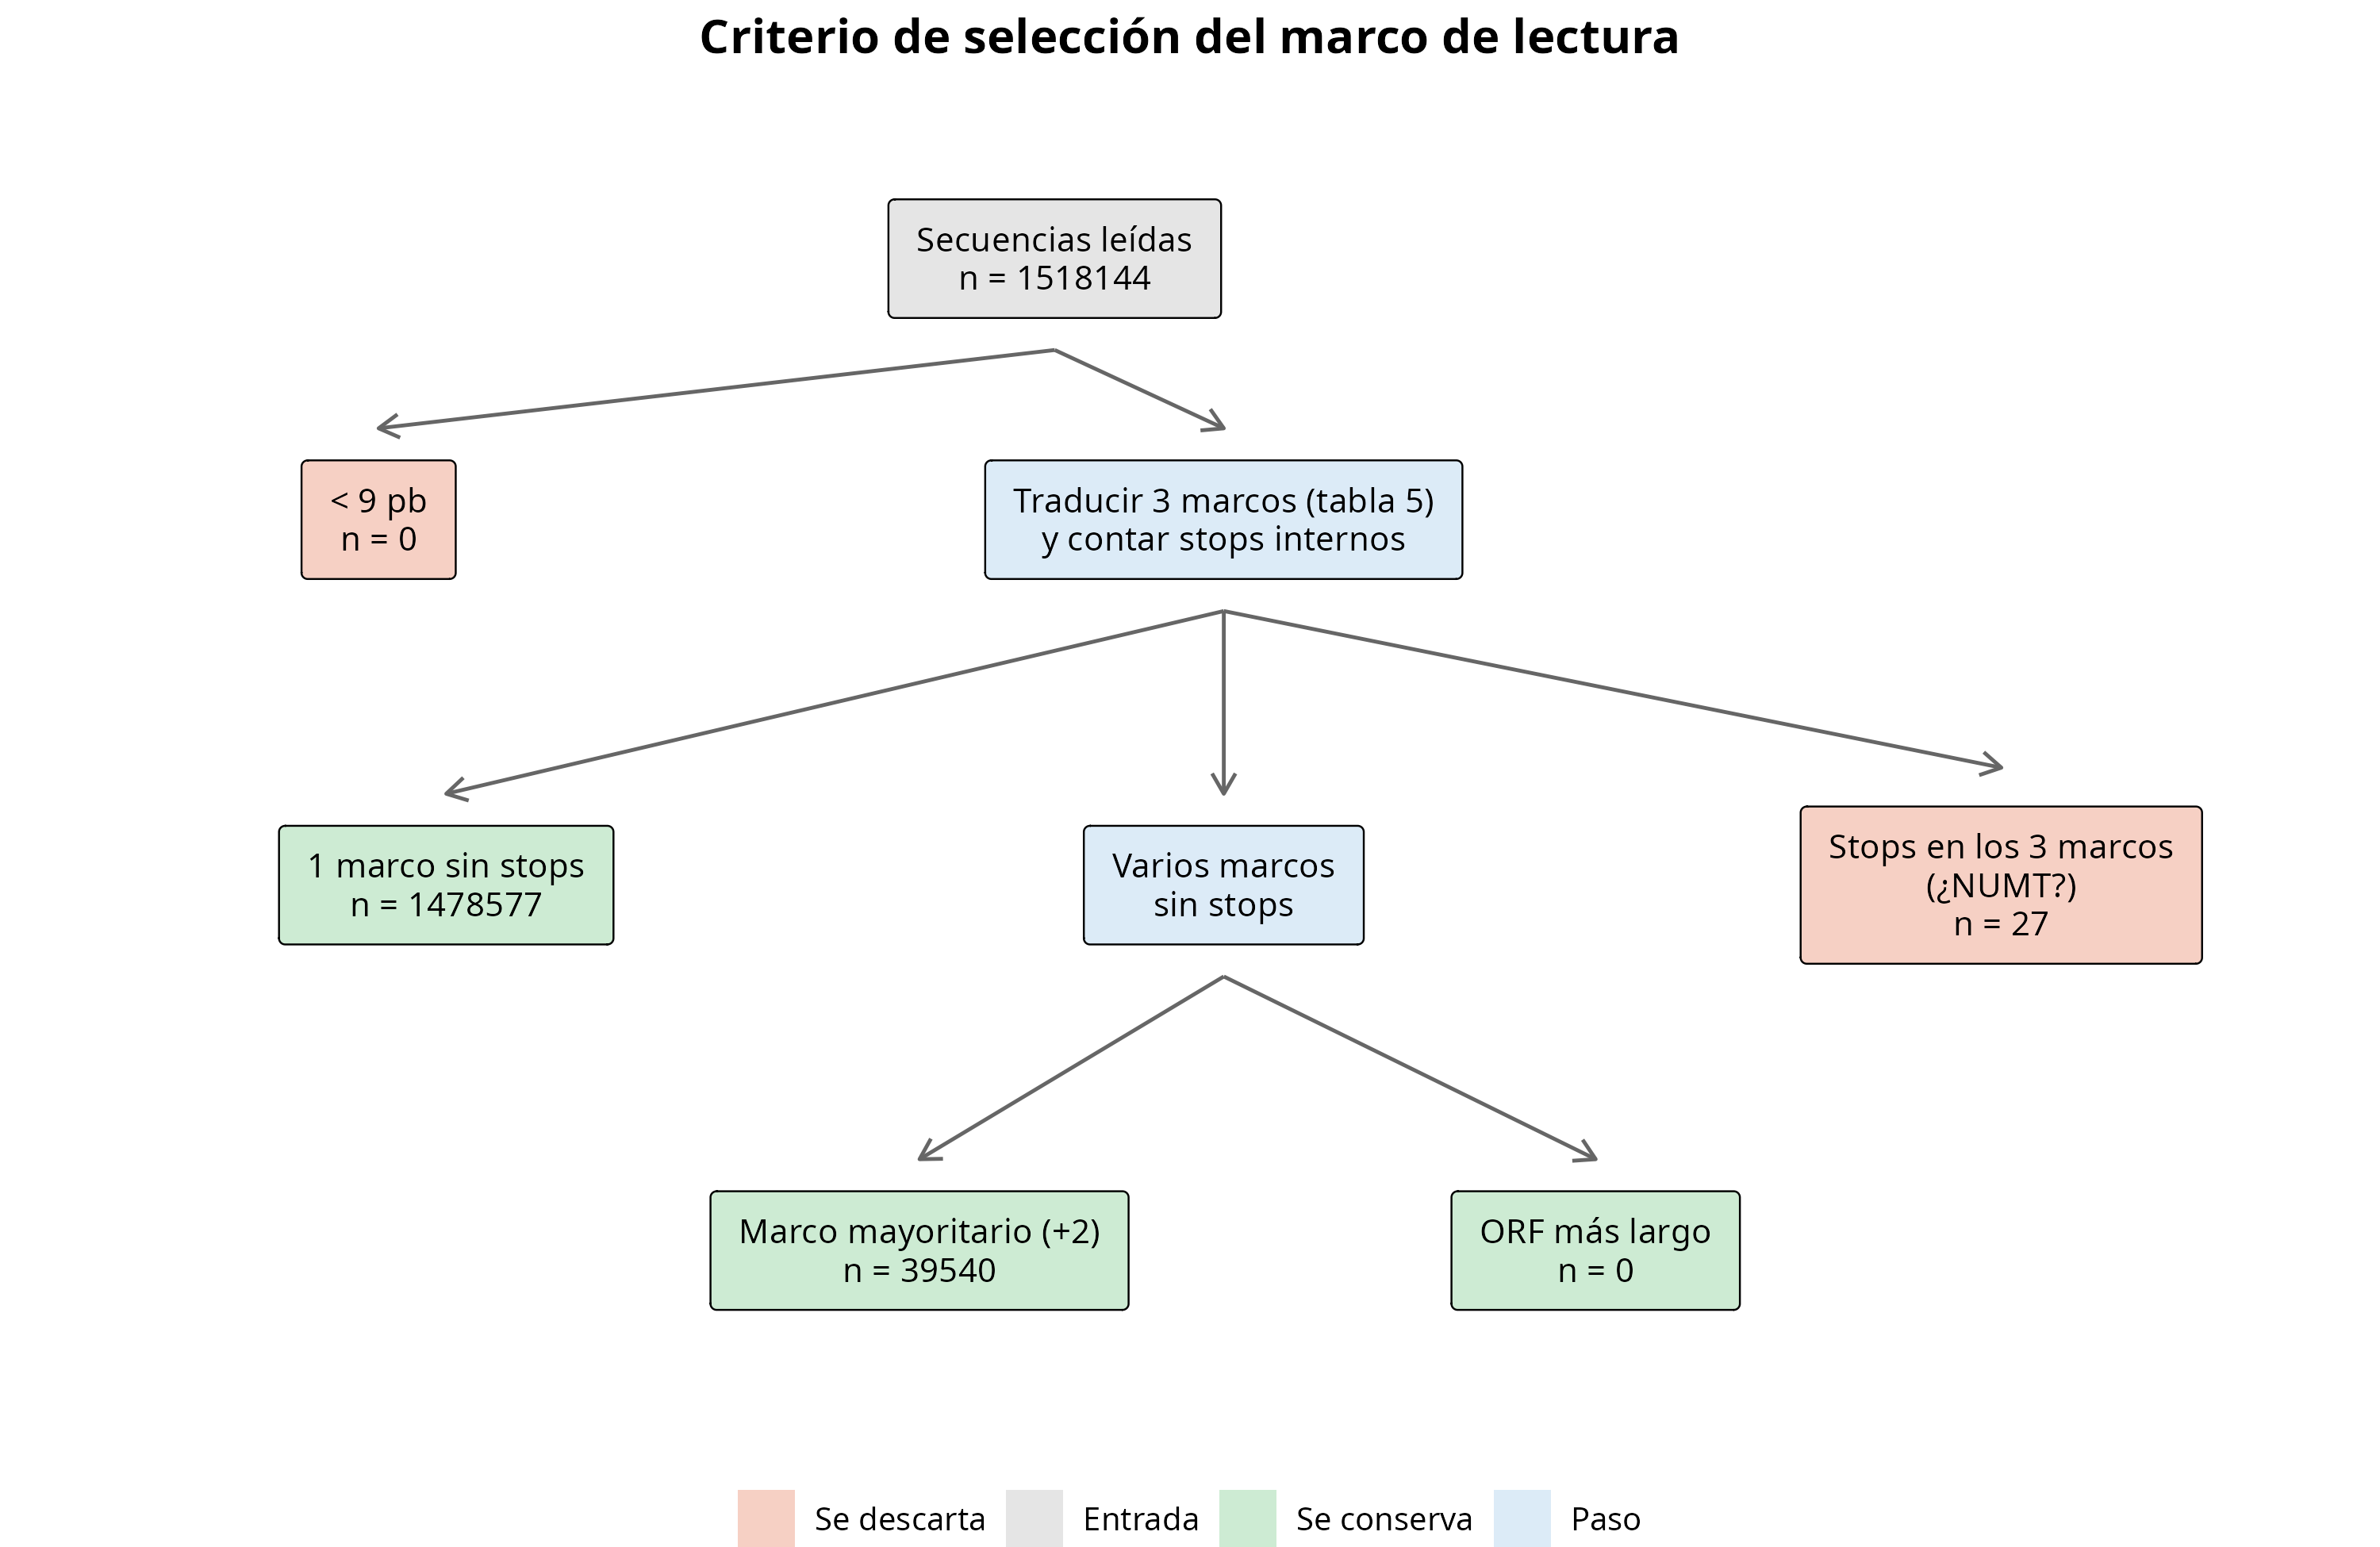 Criterio de selección del marco de lectura
Secuencias leídas
n = 1518144
< 9 pb
n = 0
Traducir 3 marcos (tabla 5)
y contar stops internos
1 marco sin stops
n = 1478577
Varios marcos
sin stops
Stops en los 3 marcos
(¿NUMT?)
n = 27
Marco mayoritario (+2)
n = 39540
ORF más largo
n = 0
Se descarta
Entrada
Se conserva
Paso